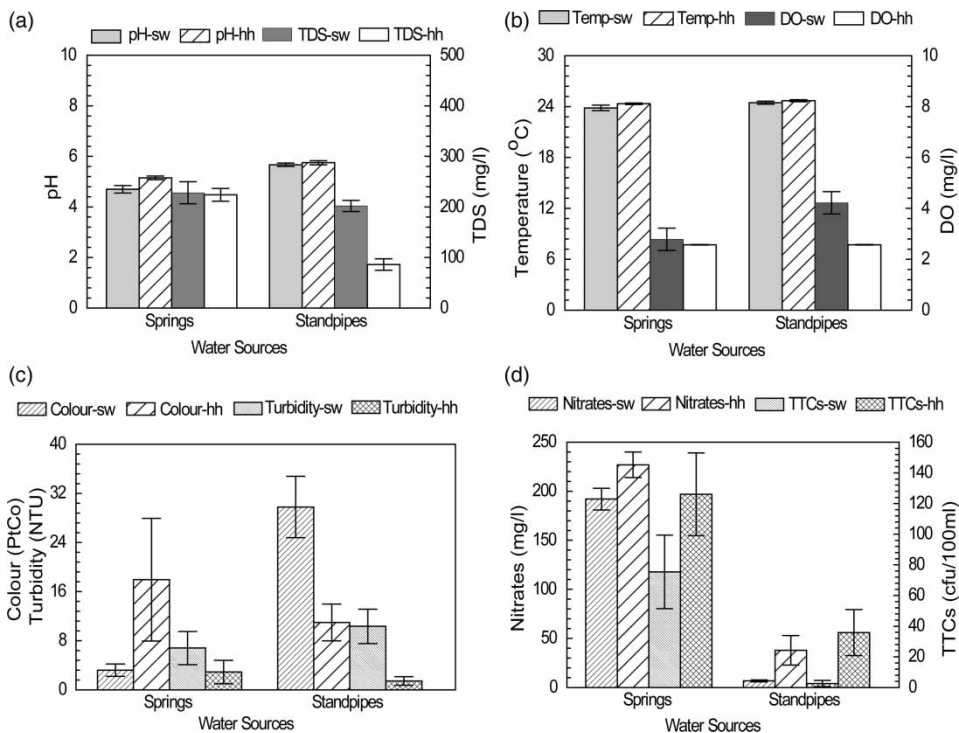 (a)
pH-sw pH-hh TDS-sw TDS-hh
10 500
8 400
6 300
4 200
2 100
0 0
pH
TDS (mg/l)
Springs Standpipes
Water Sources
(b)
Temp-sw Temp-hh DO-sw DO-hh
30 10
24 8
18 6
12 4
6 2
0 0
Temperature (°C)
DO (mg/l)
Springs Standpipes
Water Sources
(c)
Colour-sw Colour-hh Turbidity-sw Turbidity-hh
40
32
24
16
8
0
Colour (PtCo)
Turbidity (NTU)
Springs Standpipes
Water Sources
(d)
Nitrates-sw Nitrates-hh TTCs-sw TTCs-hh
250 160
140
200 120
150 100
80
100 60
50 40
20
0 0
Nitrates (mg/l)
TTCs (cfu/100ml)
Springs Standpipes
Water Sources